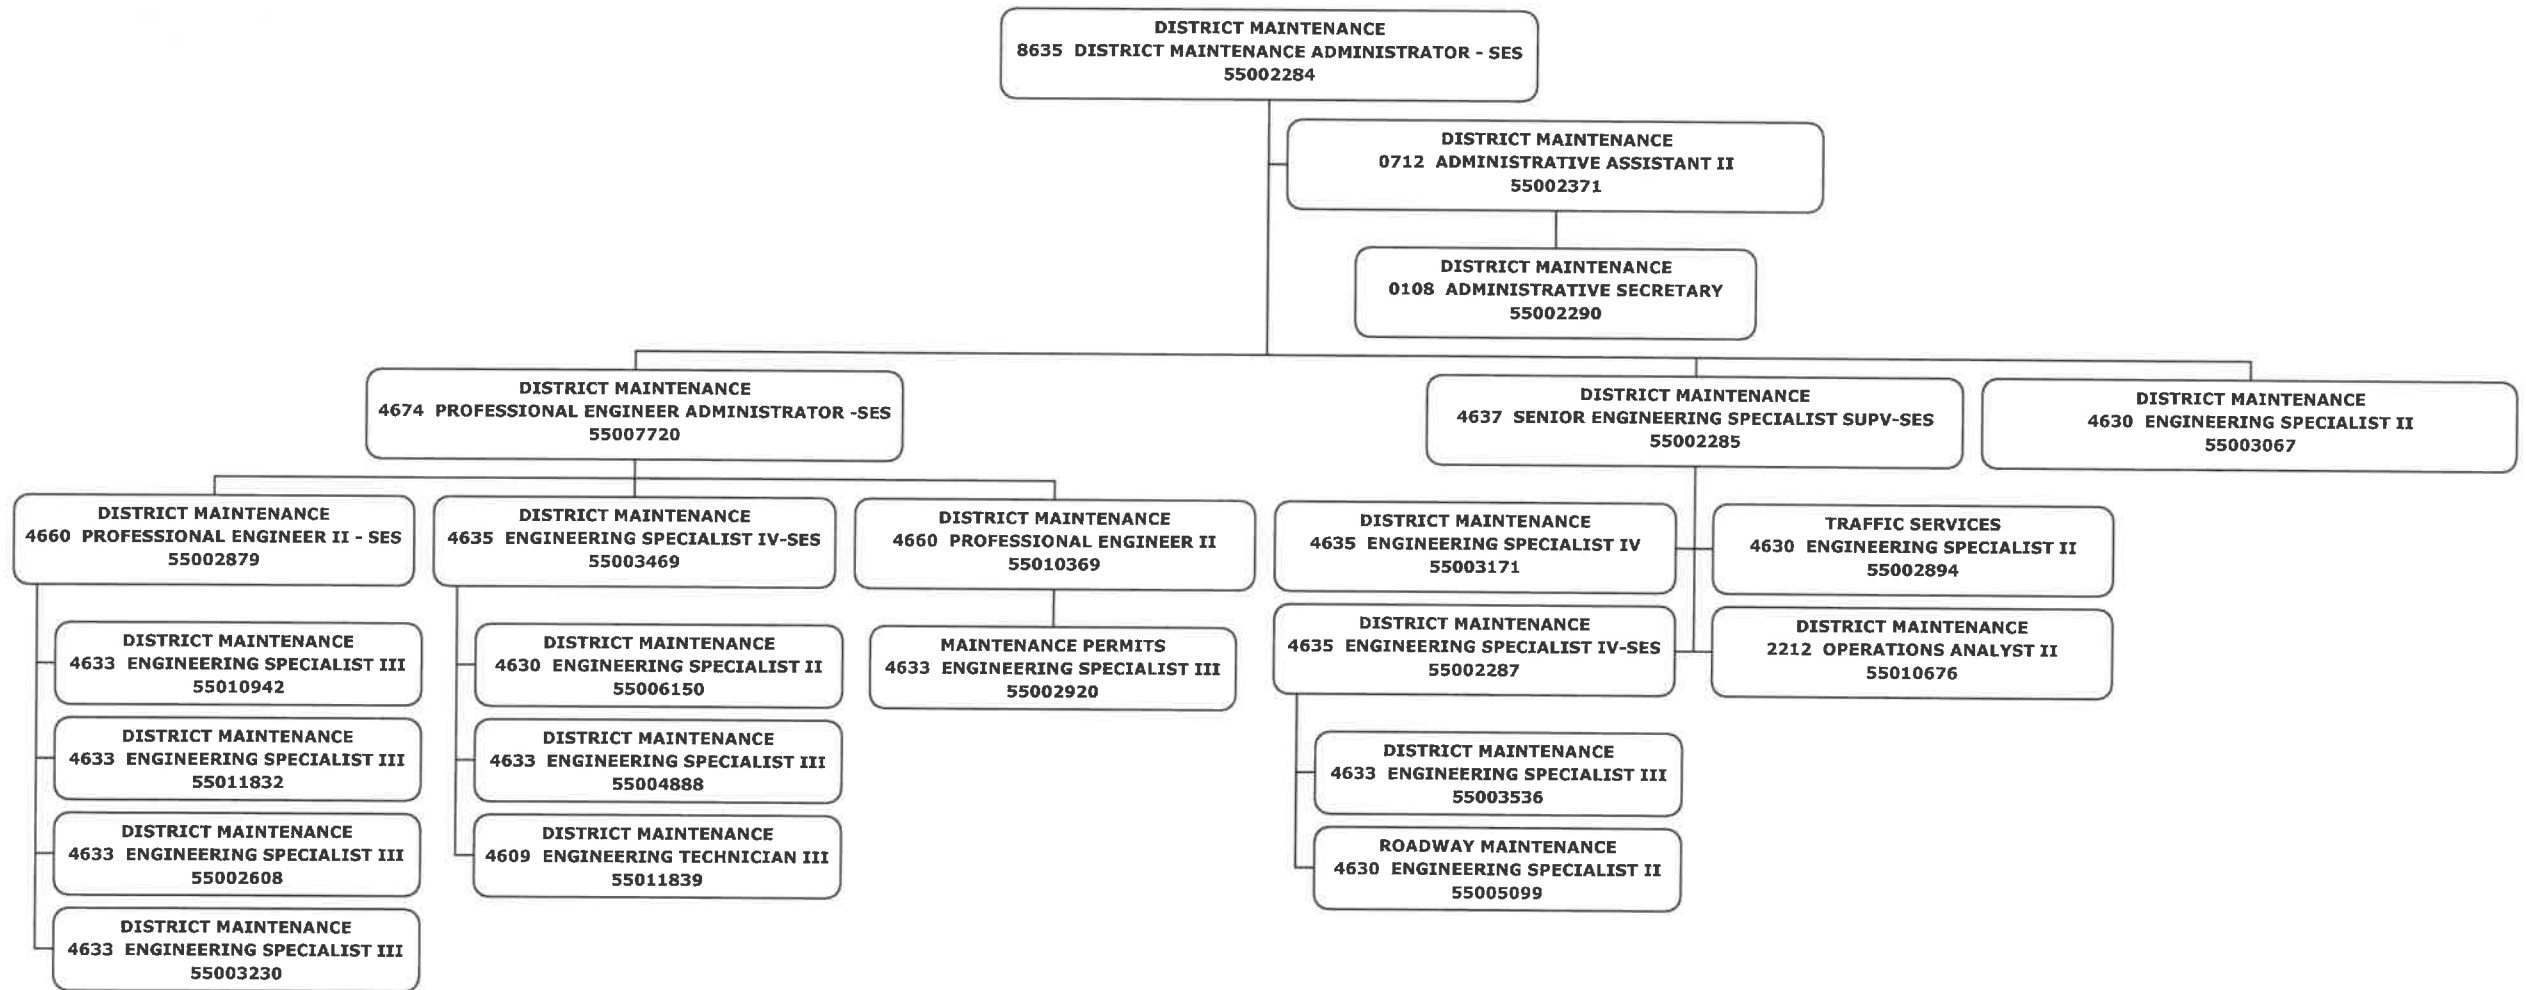 DISTRICT MAINTENANCE
8635 DISTRICT MAINTENANCE ADMINISTRATOR - SES
55002284
DISTRICT MAINTENANCE
0712 ADMINISTRATIVE ASSISTANT II
55002371
DISTRICT MAINTENANCE
0108 ADMINISTRATIVE SECRETARY
55002290
DISTRICT MAINTENANCE
4674 PROFESSIONAL ENGINEER ADMINISTRATOR -SES
55007720
DISTRICT MAINTENANCE
4637 SENIOR ENGINEERING SPECIALIST SUPV-SES
55002285
DISTRICT MAINTENANCE
4630 ENGINEERING SPECIALIST II
55003067
DISTRICT MAINTENANCE
4660 PROFESSIONAL ENGINEER II - SES
55002879
DISTRICT MAINTENANCE
4635 ENGINEERING SPECIALIST IV-SES
55003469
DISTRICT MAINTENANCE
4660 PROFESSIONAL ENGINEER II
55010369
DISTRICT MAINTENANCE
4635 ENGINEERING SPECIALIST IV
55003171
TRAFFIC SERVICES
4630 ENGINEERING SPECIALIST II
55002894
DISTRICT MAINTENANCE
4633 ENGINEERING SPECIALIST III
55010942
DISTRICT MAINTENANCE
4630 ENGINEERING SPECIALIST II
55006150
MAINTENANCE PERMITS
4633 ENGINEERING SPECIALIST III
55002920
DISTRICT MAINTENANCE
4635 ENGINEERING SPECIALIST IV-SES
55002287
DISTRICT MAINTENANCE
2212 OPERATIONS ANALYST II
55010676
DISTRICT MAINTENANCE
4633 ENGINEERING SPECIALIST III
55011832
DISTRICT MAINTENANCE
4633 ENGINEERING SPECIALIST III
55004888
DISTRICT MAINTENANCE
4633 ENGINEERING SPECIALIST III
55003536
DISTRICT MAINTENANCE
4633 ENGINEERING SPECIALIST III
55002608
DISTRICT MAINTENANCE
4609 ENGINEERING TECHNICIAN III
55011839
ROADWAY MAINTENANCE
4630 ENGINEERING SPECIALIST II
55005099
DISTRICT MAINTENANCE
4633 ENGINEERING SPECIALIST III
55003230